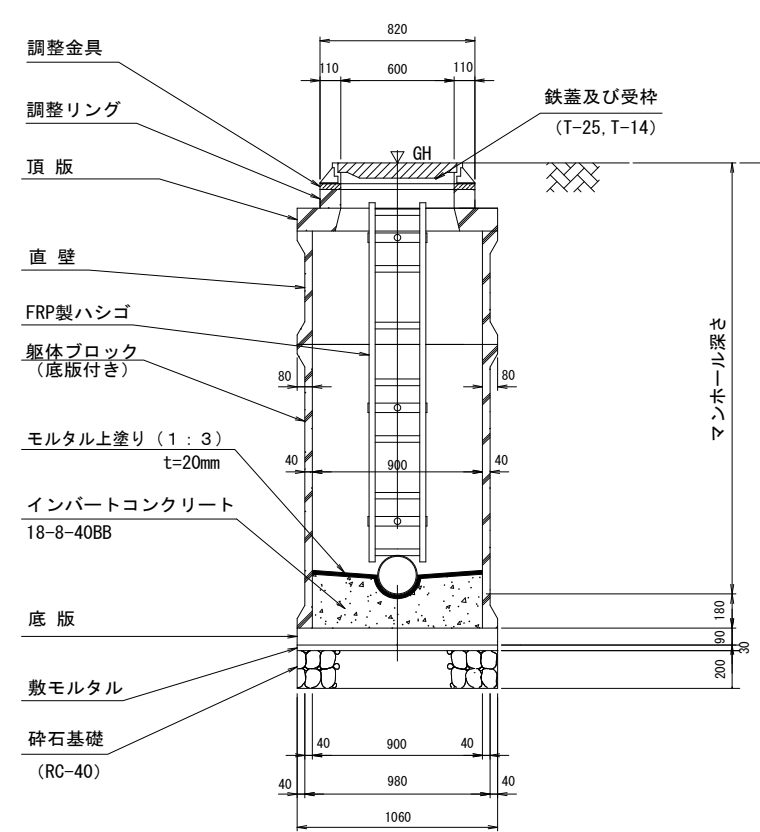 820
調整金具
110
600
110
鉄蓋及び受枠
(T-25,T-14)
調整リング
GH
頂 版
直 壁
FRP製ハシゴ
躯体ブロック
(底版付き)
80
80
マンホール深さ
モルタル上塗り(1:3)
t=20mm
40
900
40
インバートコンクリート
18-8-40BB
180
底 版
90
30
200
敷モルタル
砕石基礎
(RC-40)
40
900
40
40
980
40
1060